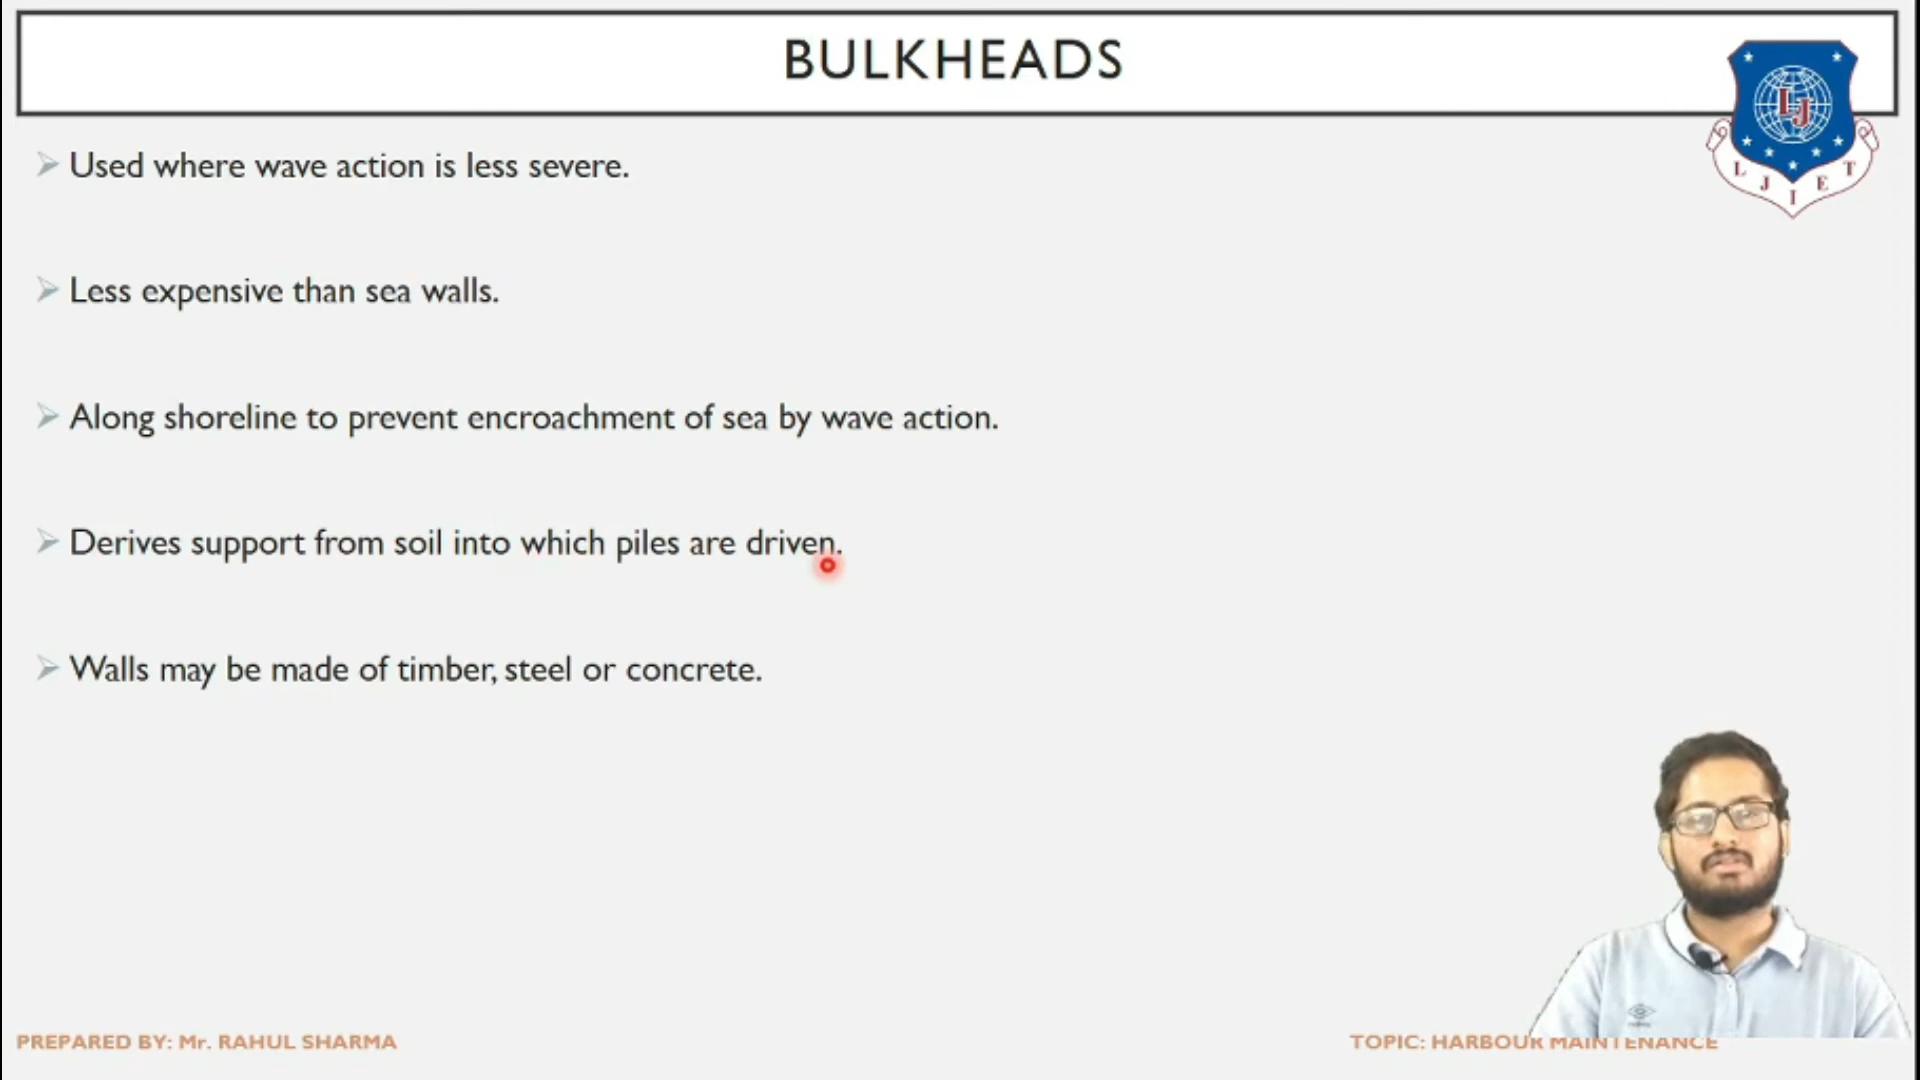 BULKHEADS
LJ
L J I E T
Used where wave action is less severe.
Less expensive than sea walls.
Along shoreline to prevent encroachment of sea by wave action.
Derives support from soil into which piles are driven.
Walls may be made of timber, steel or concrete.
PREPARED BY: Mr. RAHUL SHARMA
TOPIC: HARBOUR MAINTENANCE